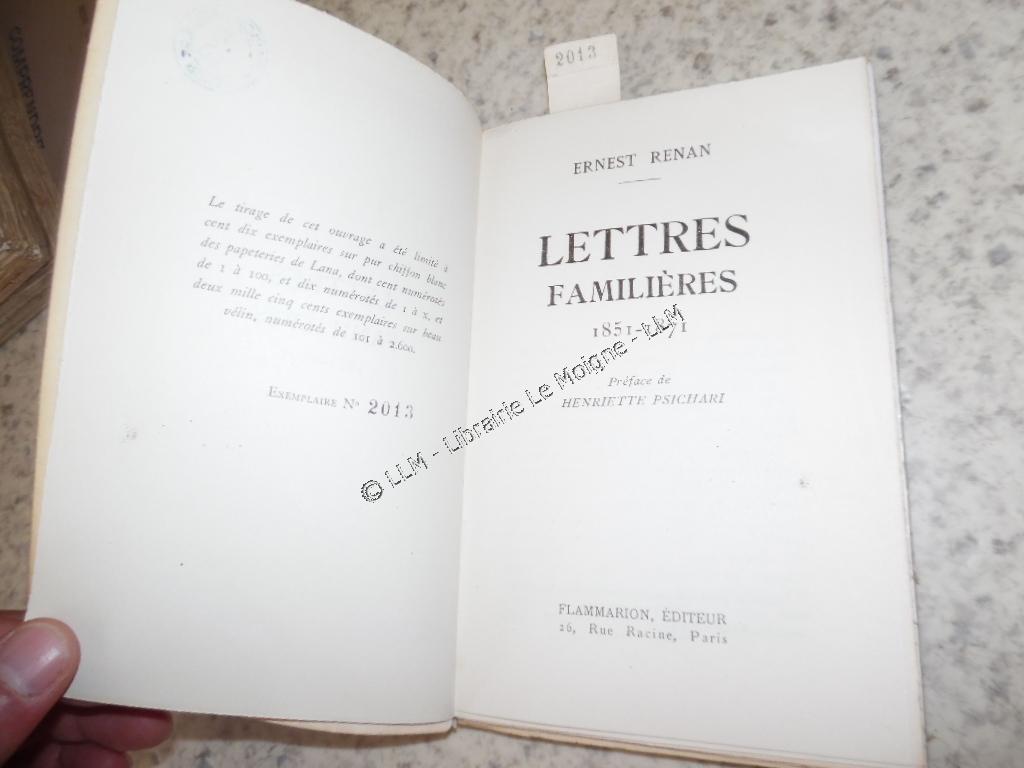 Le tirage de cet ouvrage a été limité à
cent dix exemplaires sur pur chiffon blanc
des papeteries de Lana, dont cent numérotés
de 1 à 100, et dix numérotés de 1 à X, et
deux mille cinq cents exemplaires sur beau
vélin, numérotés de 101 à 2.600.
EXEMPLAIRE N° 2013
2013
ERNEST RENAN
LETTRES
FAMILIÈRES
1851-1871
Préface de
HENRIETTE PSICHARI
FLAMMARION, ÉDITEUR
26, Rue Racine, Paris
© LLM - Librairie Le Moigne - LLM